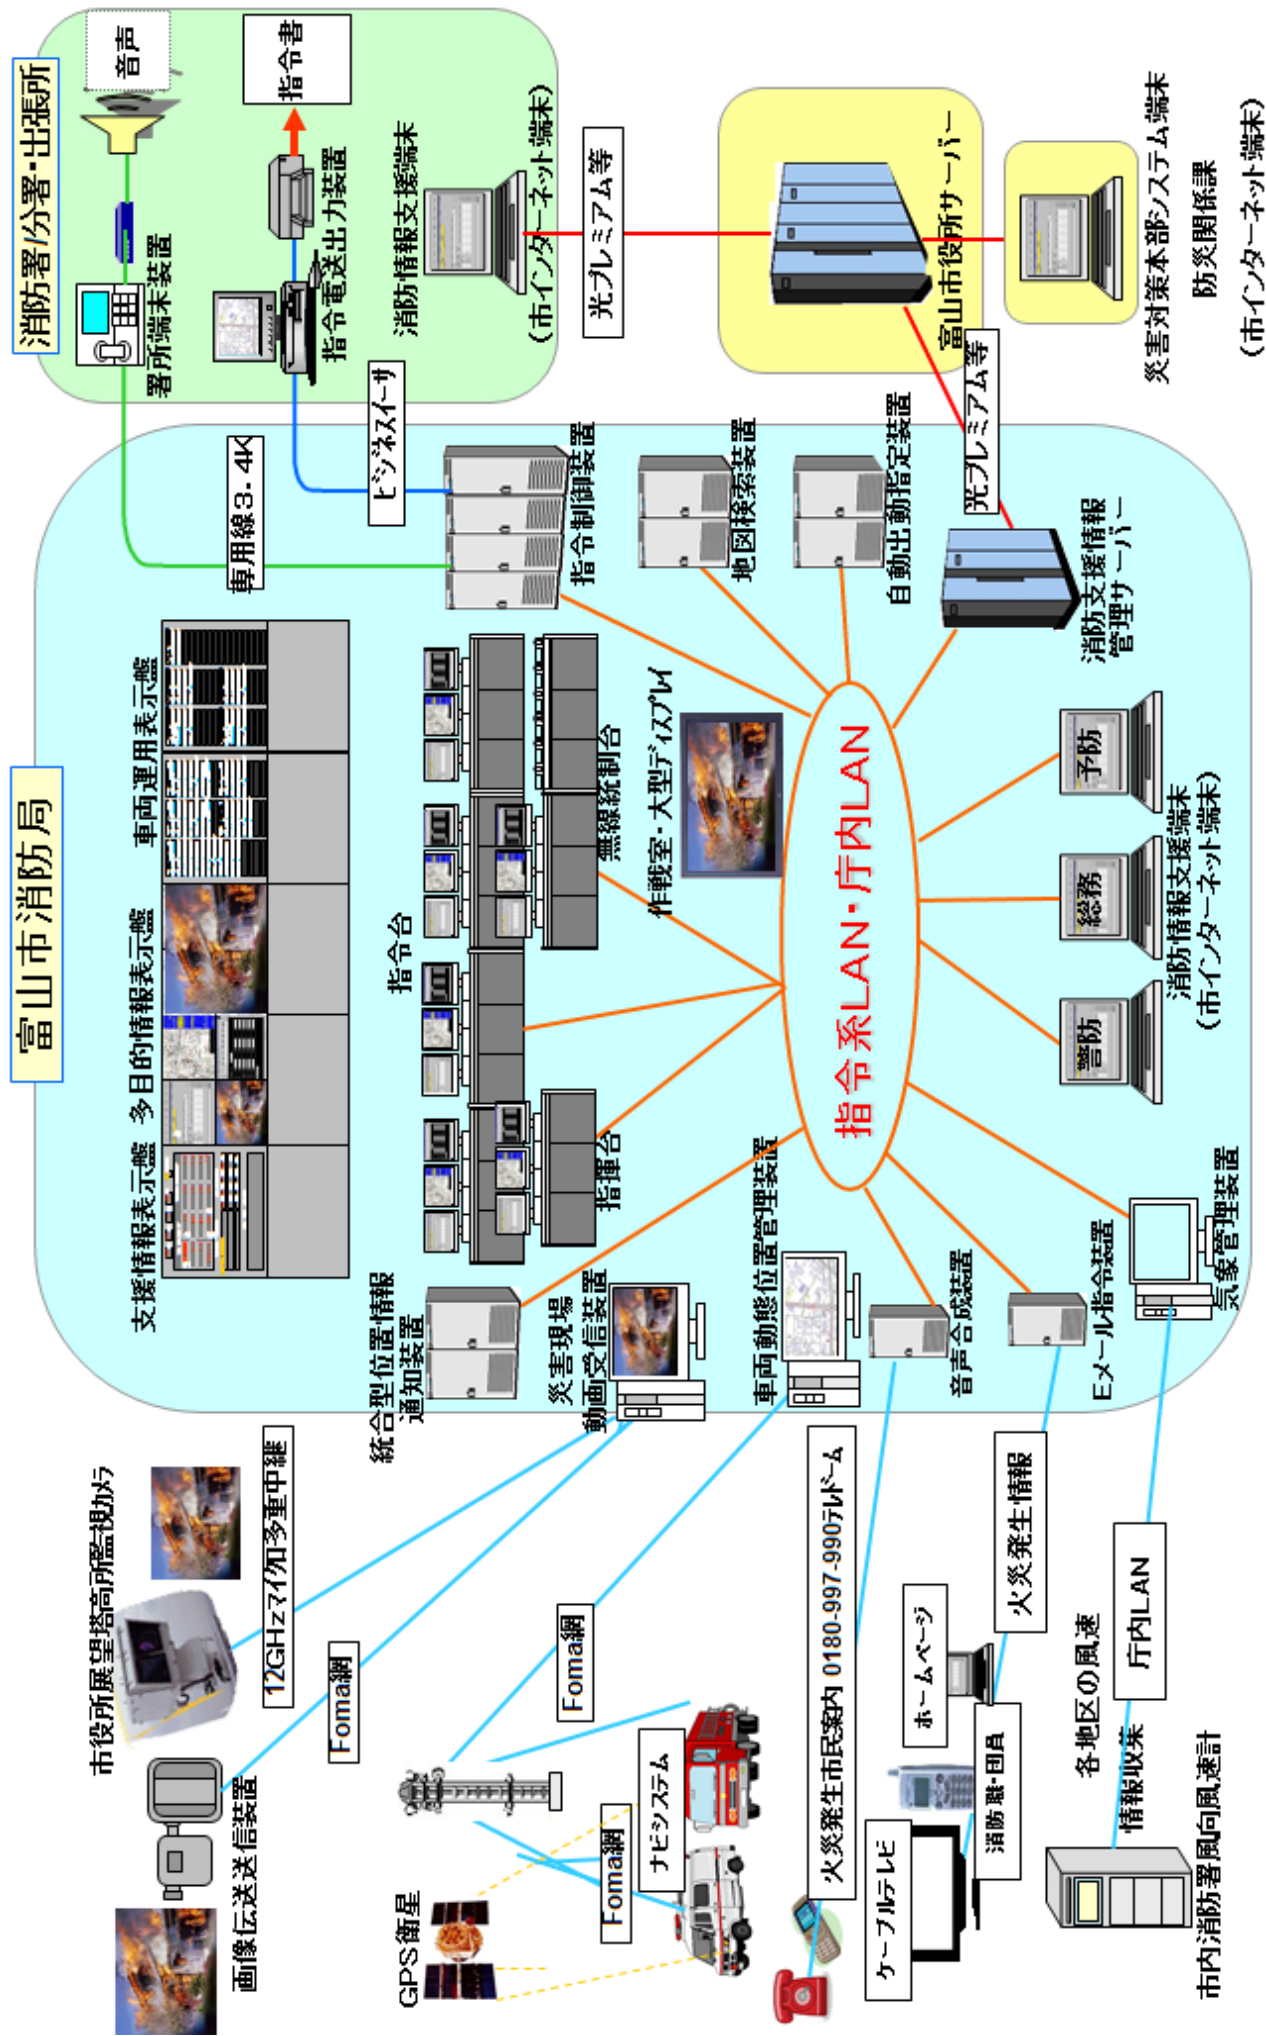 富山市消防局
消防署/分署・出張所
市役所展望塔高所監視カメラ
12GHzマイクロ多重中継
画像伝送送信装置
Foma網
GPS衛星
Foma網
Foma網
ナビシステム
火災発生市民案内 0180-997-990テレドーム
ケーブルテレビ
ホームページ
消防職・団員
火災発生情報
各地区の風速
情報収集
庁内LAN
市内消防署風向風速計
支援情報表示盤
多目的情報表示盤
車両運用表示盤
統合型位置情報
通知装置
指令台
指揮台
無線統制台
災害現場
動画受信装置
作戦室・大型ディスプレイ
車両動態位置管理装置
音声合成装置
Eメール指令装置
気象管理装置
指令系LAN・庁内LAN
警防
総務
予防
消防情報支援端末
(市インターネット端末)
指令制御装置
地図検索装置
自動出動指定装置
消防支援情報
管理サーバー
専用線3.4K
ビジネスイーサ
署所端末装置
音声
指令電送出力装置
指令書
消防情報支援端末
(市インターネット端末)
光プレミアム等
富山市役所サーバー
光プレミアム等
災害対策本部システム端末
防災関係課
(市インターネット端末)